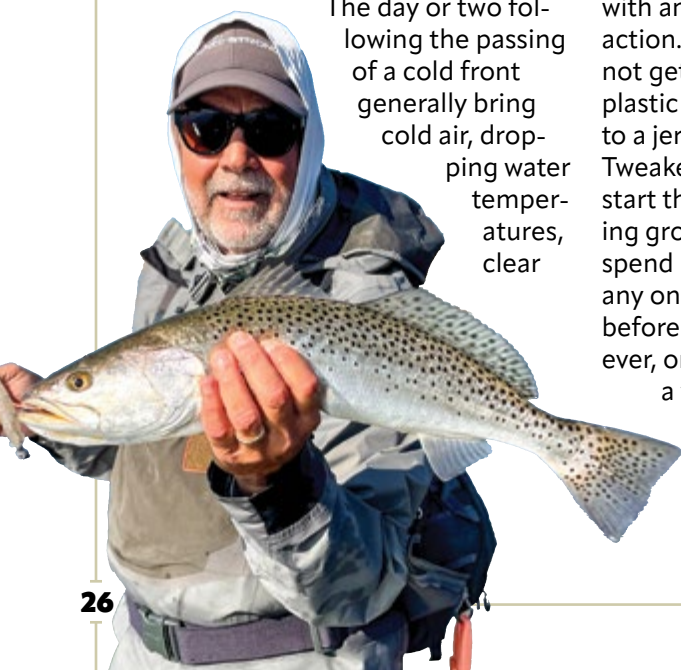 The day or two fol-
lowing the passing
of a cold front
generally bring
cold air, drop-
ping water
temper-
atures,
clear
with an
action.
not get
plastic
to a jer
Tweake
start th
ing gro
spend
any on
before
ever, o
a
26